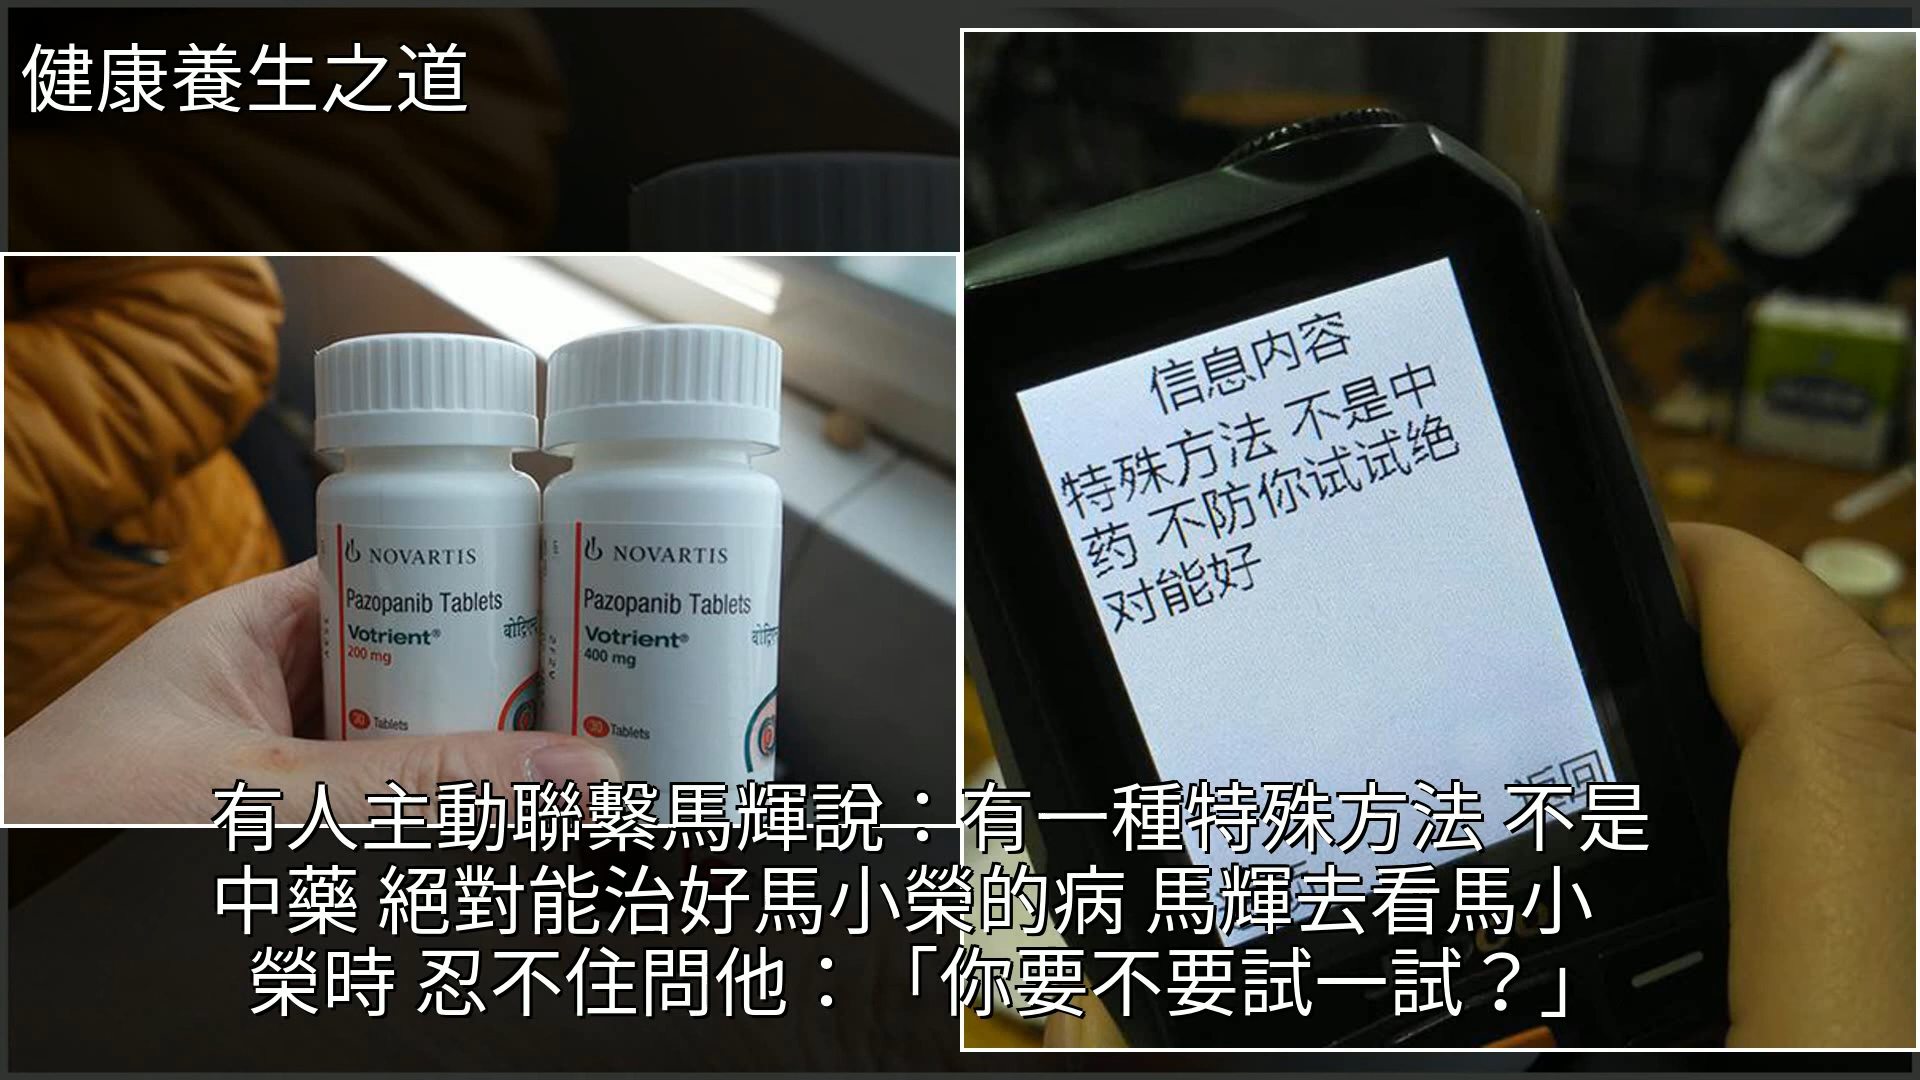 健康養生之道
NOVARTIS
Pazopanib Tablets
Votrient®
200 mg
30 Tablets
NOVARTIS
Pazopanib Tablets
Votrient®
400 mg
30 Tablets
信息内容
特殊方法 不是中
药 不防你试试绝
对能好
返回
有人主動聯繫馬輝說：有一種特殊方法 不是
中藥 絕對能治好馬小榮的病 馬輝去看馬小
榮時 忍不住問他：「你要不要試一試？」